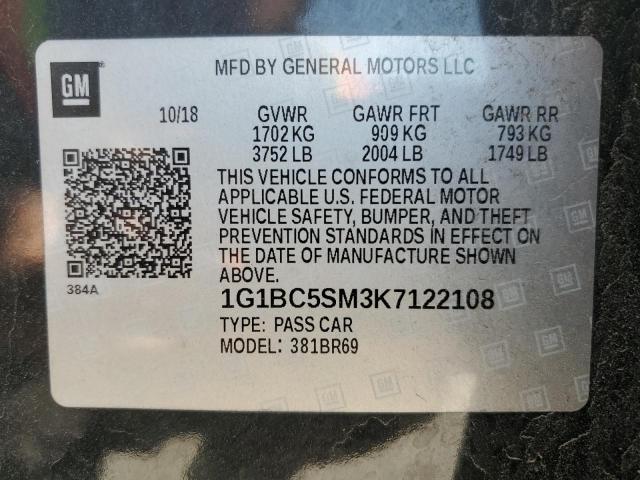 GM
MFD BY GENERAL MOTORS LLC
10/18 GVWR GAWR FRT GAWR RR
1702 KG 909 KG 793 KG
3752 LB 2004 LB 1749 LB
THIS VEHICLE CONFORMS TO ALL
APPLICABLE U.S. FEDERAL MOTOR
VEHICLE SAFETY, BUMPER, AND THEFT
PREVENTION STANDARDS IN EFFECT ON
THE DATE OF MANUFACTURE SHOWN
ABOVE.
384A
1G1BC5SM3K7122108
TYPE: PASS CAR
MODEL: 381BR69